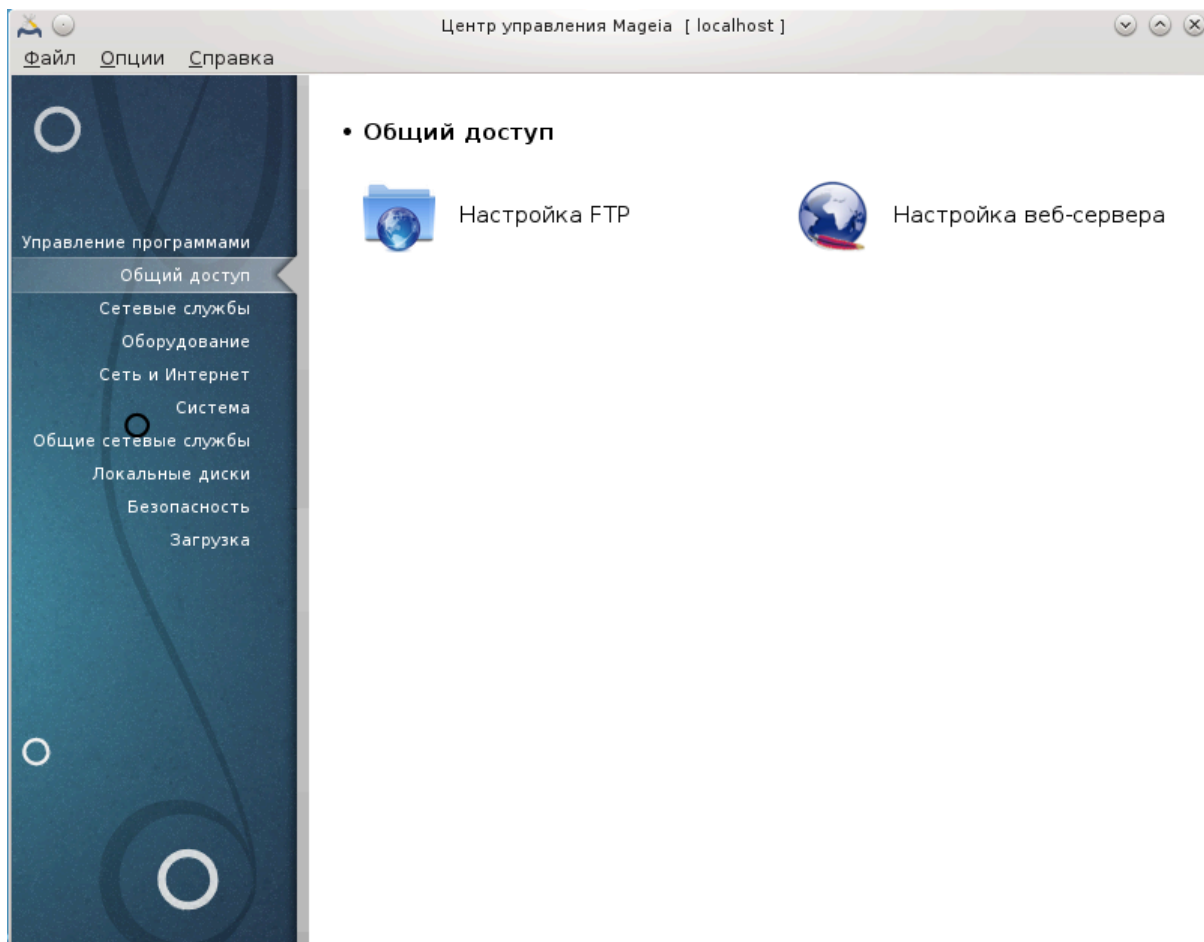 Центр управления Mageia [ localhost ]
Файл Опции Справка
• Общий доступ
Настройка FTP
Настройка веб-сервера
Управление программами
Общий доступ
Сетевые службы
Оборудование
Сеть и Интернет
Система
Общие сетевые службы
Локальные диски
Безопасность
Загрузка